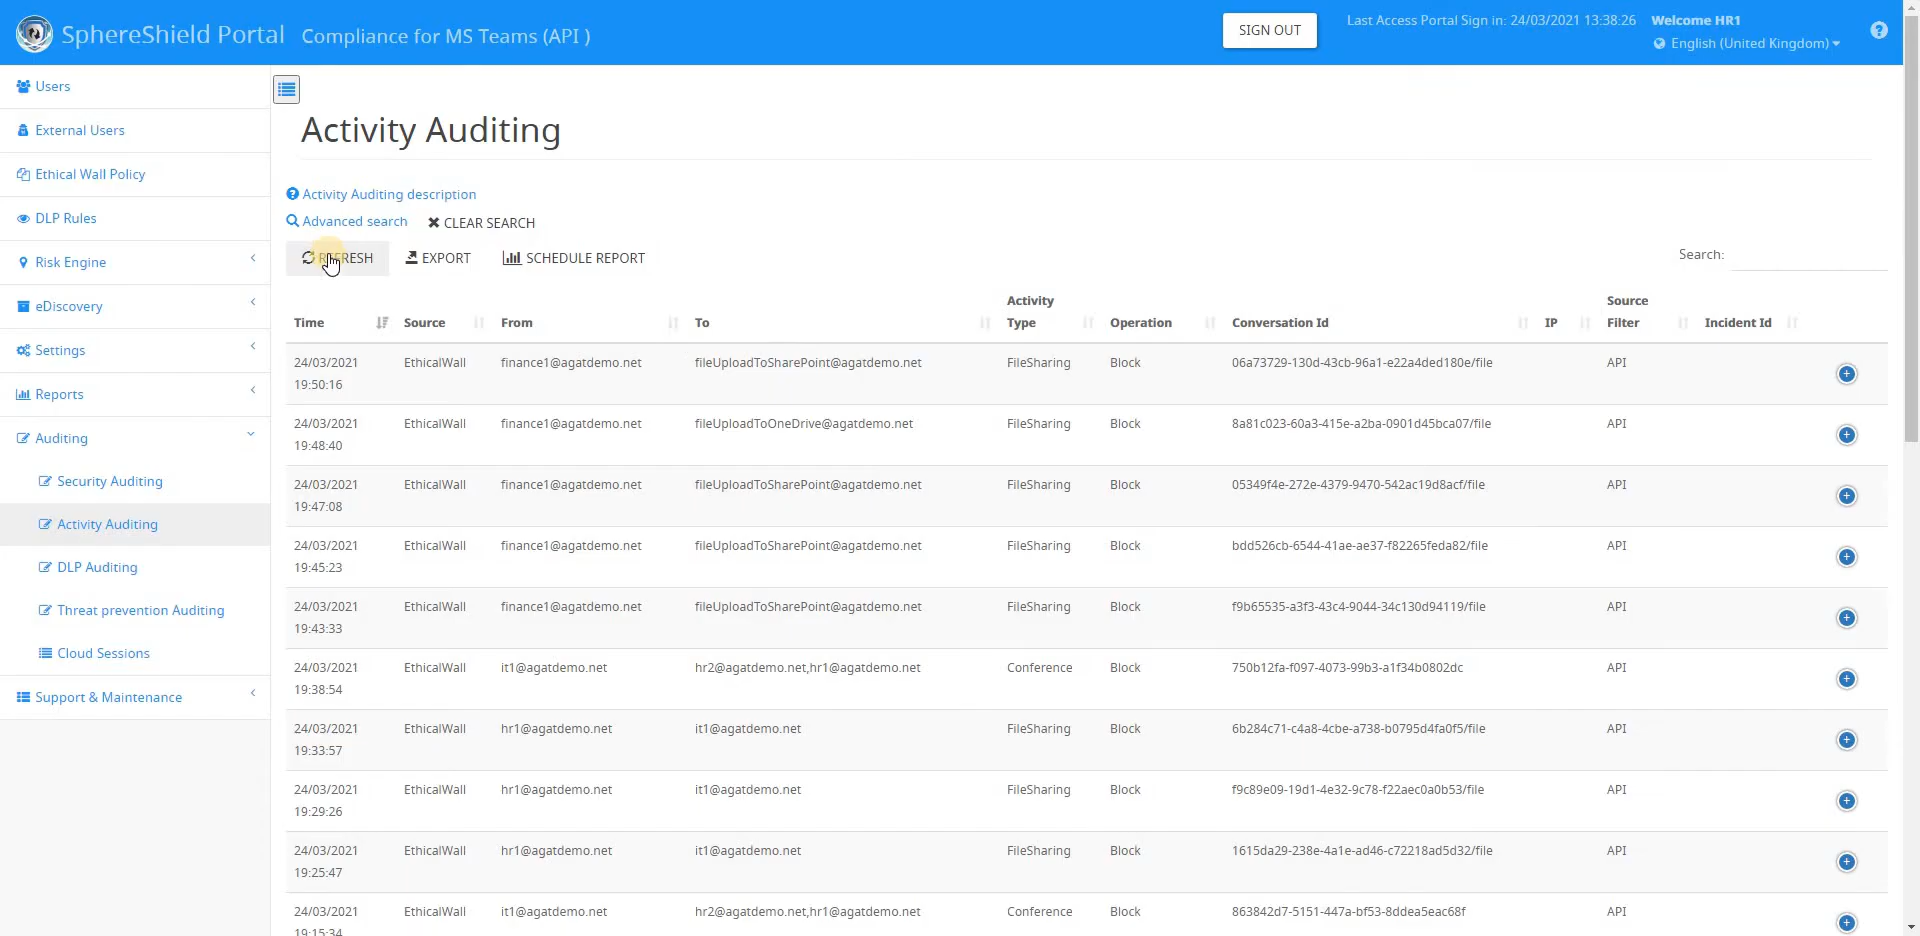 SphereShield Portal Compliance for MS Teams (API )
SIGN OUT
Last Access Portal Sign in: 24/03/2021 13:38:26 Welcome HR1
English (United Kingdom)
Users
External Users
Ethical Wall Policy
DLP Rules
Risk Engine
eDiscovery
Settings
Reports
Auditing
Security Auditing
Activity Auditing
DLP Auditing
Threat prevention Auditing
Cloud Sessions
Support & Maintenance
Activity Auditing
Activity Auditing description
Advanced search CLEAR SEARCH
REFRESH EXPORT SCHEDULE REPORT
Search:
Time Source From To Activity Type Operation Conversation Id IP Source Filter Incident Id
24/03/2021 EthicalWall finance1@agatdemo.net fileUploadToSharePoint@agatdemo.net FileSharing Block 06a73729-130d-43cb-96a1-e22a4ded180e/file API
19:50:16
24/03/2021 EthicalWall finance1@agatdemo.net fileUploadToOneDrive@agatdemo.net FileSharing Block 8a81c023-60a3-415e-a2ba-0901d45bca07/file API
19:48:40
24/03/2021 EthicalWall finance1@agatdemo.net fileUploadToSharePoint@agatdemo.net FileSharing Block 05349f4e-272e-4379-9470-542ac19d8acf/file API
19:47:08
24/03/2021 EthicalWall finance1@agatdemo.net fileUploadToSharePoint@agatdemo.net FileSharing Block bdd526cb-6544-41ae-ae37-f82265feda82/file API
19:45:23
24/03/2021 EthicalWall finance1@agatdemo.net fileUploadToSharePoint@agatdemo.net FileSharing Block f9b65535-a3f3-43c4-9044-34c130d94119/file API
19:43:33
24/03/2021 EthicalWall it1@agatdemo.net hr2@agatdemo.net,hr1@agatdemo.net Conference Block 750b12fa-f097-4073-99b3-a1f34b0802dc API
19:38:54
24/03/2021 EthicalWall hr1@agatdemo.net it1@agatdemo.net FileSharing Block 6b284c71-c4a8-4cbe-a738-b0795d4fa0f5/file API
19:33:57
24/03/2021 EthicalWall hr1@agatdemo.net it1@agatdemo.net FileSharing Block f9c89e09-19d1-4e32-9c78-f22aec0a0b53/file API
19:29:26
24/03/2021 EthicalWall hr1@agatdemo.net it1@agatdemo.net FileSharing Block 1615da29-238e-4a1e-ad46-c72218ad5d32/file API
19:25:47
24/03/2021 EthicalWall it1@agatdemo.net hr2@agatdemo.net,hr1@agatdemo.net Conference Block 863842d7-5151-447a-bf53-8ddea5eac68f API
19:15:34